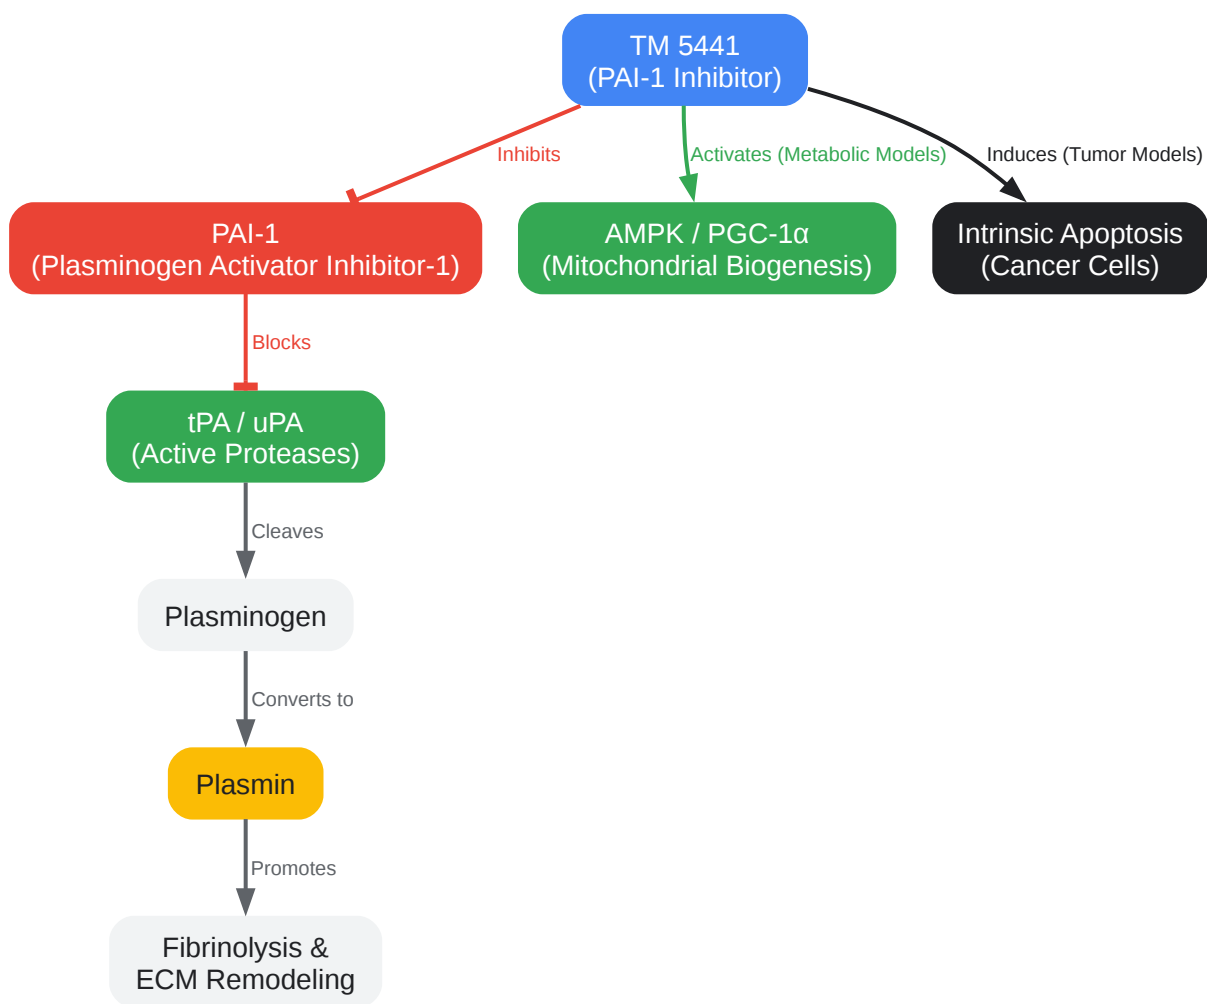 TM 5441
(PAI-1 Inhibitor)
Inhibits
Activates (Metabolic Models)
Induces (Tumor Models)
PAI-1
(Plasminogen Activator Inhibitor-1)
AMPK / PGC-1α
(Mitochondrial Biogenesis)
Intrinsic Apoptosis
(Cancer Cells)
Blocks
tPA / uPA
(Active Proteases)
Cleaves
Plasminogen
Converts to
Plasmin
Promotes
Fibrinolysis &
ECM Remodeling